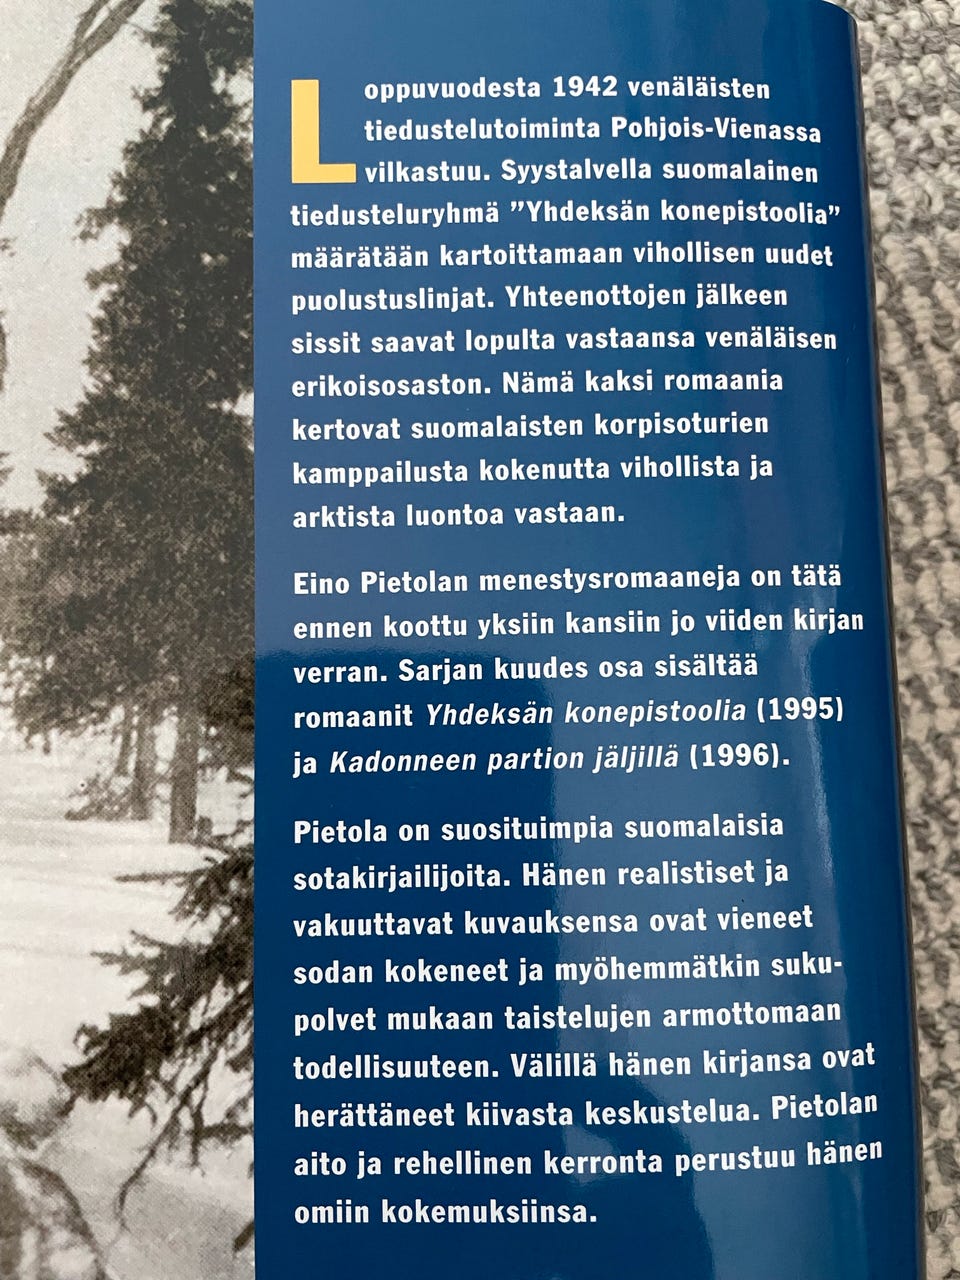 Loppuvuodesta 1942 venäläisten
tiedustelutoiminta Pohjois-Vienassa
vilkastuu. Syystalvella suomalainen
tiedusteluryhmä ”Yhdeksän konepistoolia”
määrätään kartoittamaan vihollisen uudet
puolustuslinjat. Yhteenottojen jälkeen
sissit saavat lopulta vastaansa venäläisen
erikoisosaston. Nämä kaksi romaania
kertovat suomalaisten korpisoturien
kamppailusta kokenutta vihollista ja
arktista luontoa vastaan.
Eino Pietolan menestysromaaneja on tätä
ennen koottu yksiin kansiin jo viiden kirjan
verran. Sarjan kuudes osa sisältää
romaanit Yhdeksän konepistoolia (1995)
ja Kadonneen partion jäljillä (1996).
Pietola on suosituimpia suomalaisia
sotakirjailijoita. Hänen realistiset ja
vakuuttavat kuvauksensa ovat vieneet
sodan kokeneet ja myöhemmätkin suku-
polvet mukaan taistelujen armottomaan
todellisuuteen. Välillä hänen kirjansa ovat
herättäneet kiivasta keskustelua. Pietolan
aito ja rehellinen kerronta perustuu hänen
omiin kokemuksiinsa.